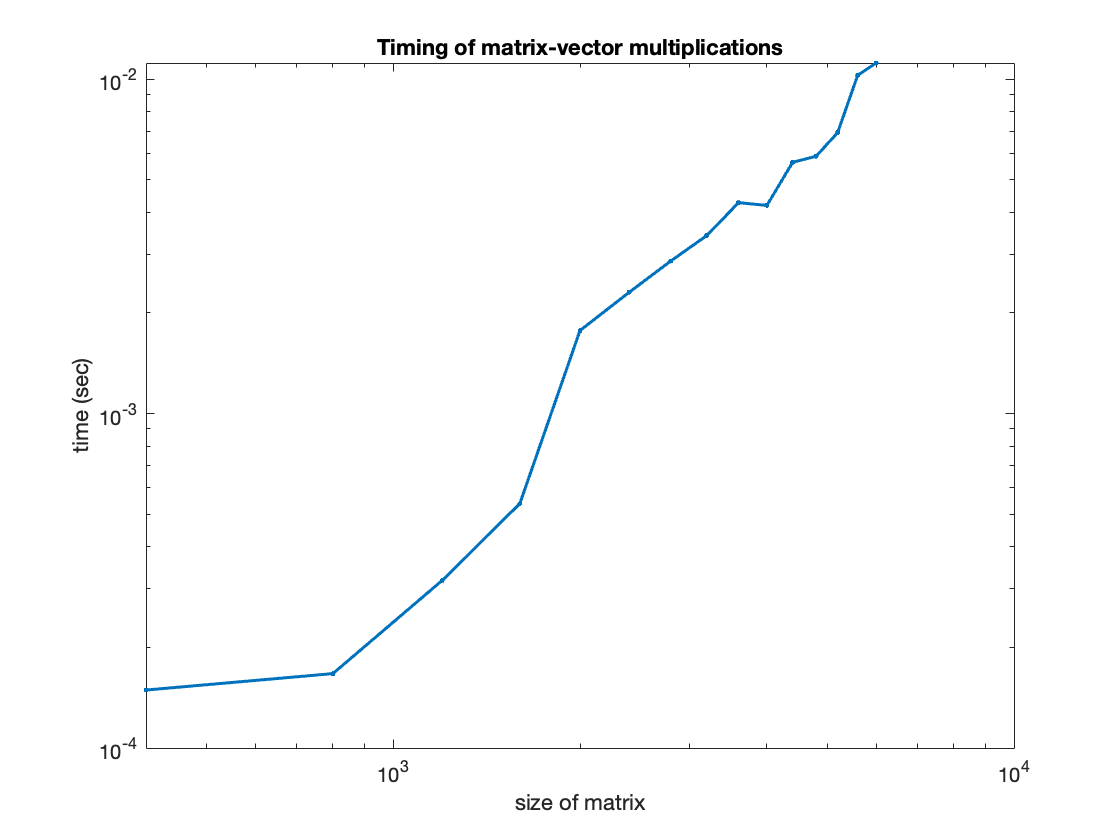 Timing of matrix-vector multiplications
10^-2
10^-3
10^-4
time (sec)
10^3
10^4
size of matrix